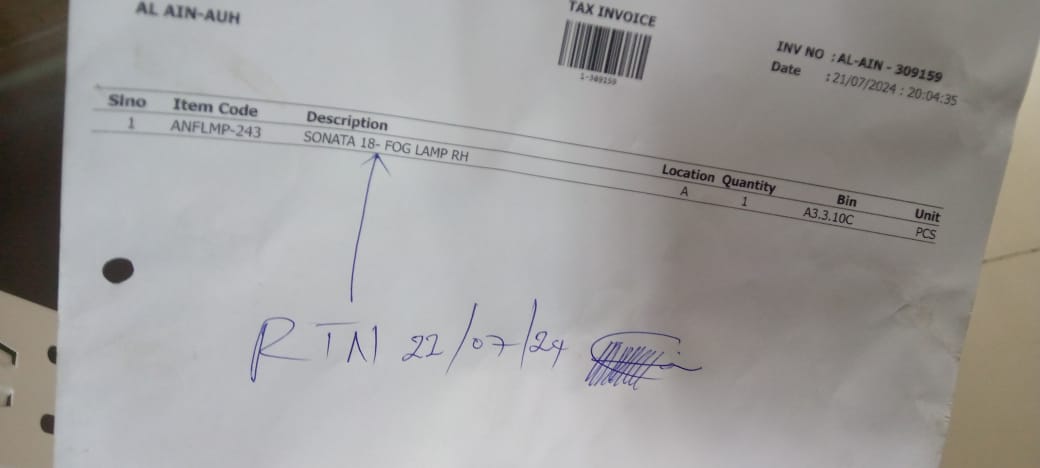 AL AIN-AUH
TAX INVOICE
1-309159
INV NO : AL-AIN - 309159
Date : 21/07/2024 : 20:04:35
Slno Item Code Description Location Quantity Bin Unit
1 ANFLMP-243 SONATA 18- FOG LAMP RH A 1 A3.3.10C PCS
RTN 22/07/24